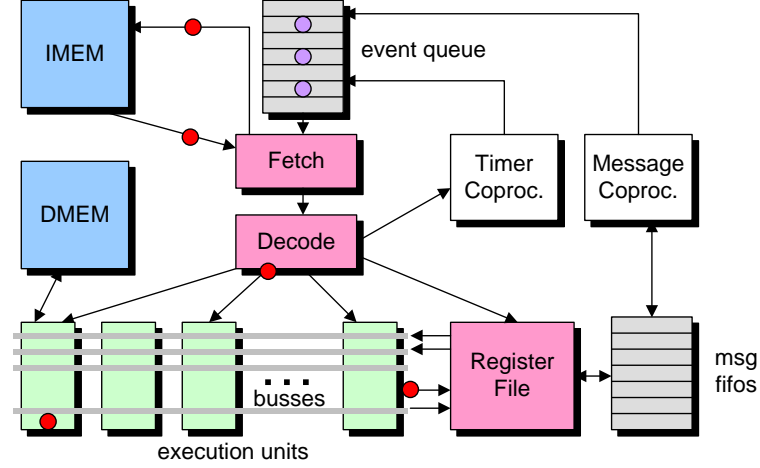 IMEM
event queue
Fetch
Timer
Coproc.
Message
Coproc.
DMEM
Decode
Register
File
msg
fifos
. . .
busses
execution units